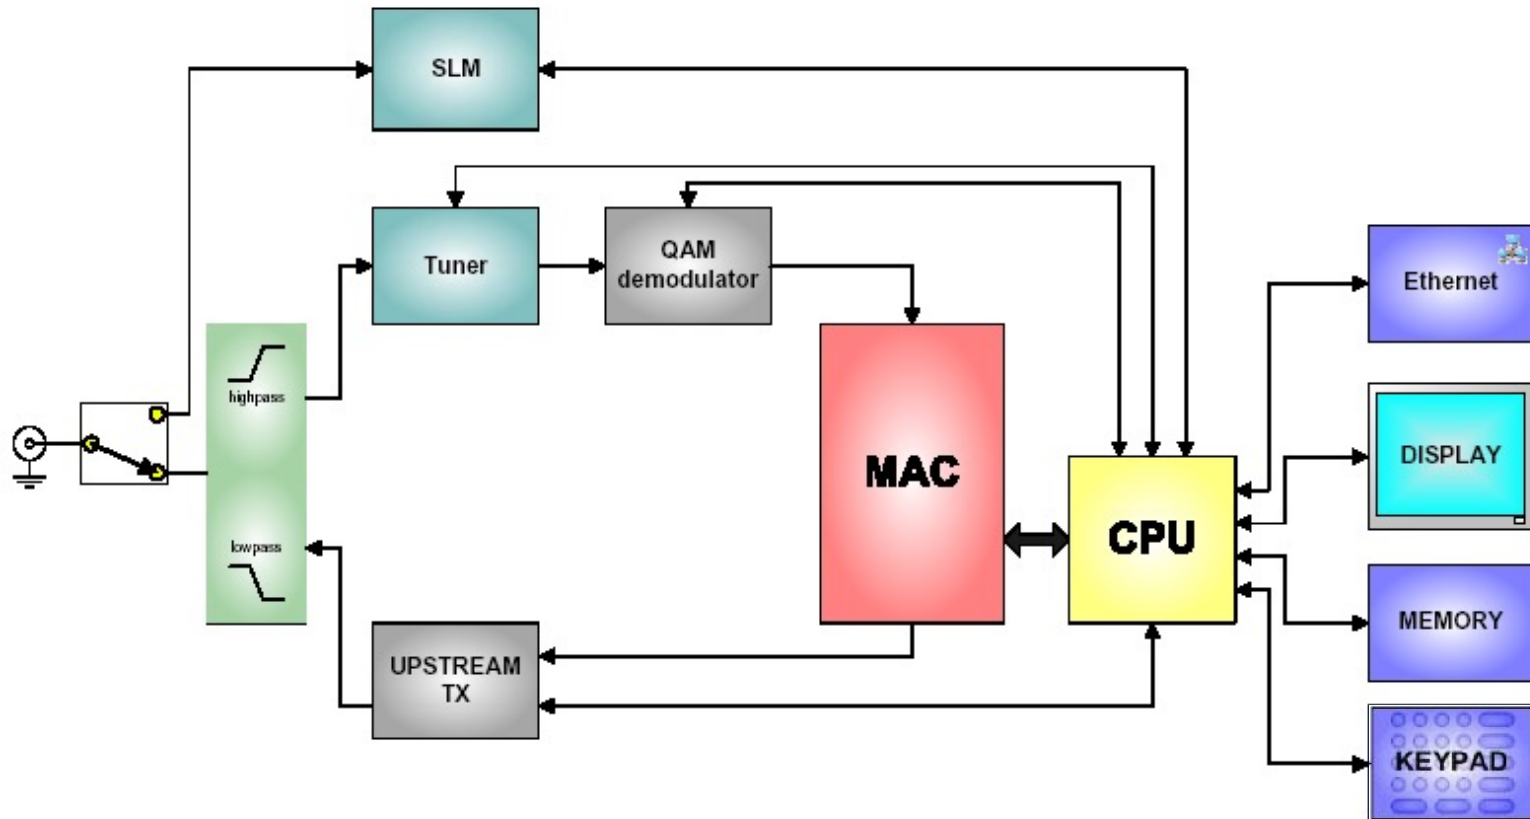 SLM
Tuner
QAM
demodulator
Ethernet
highpass
MAC
DISPLAY
CPU
lowpass
MEMORY
UPSTREAM
TX
KEYPAD